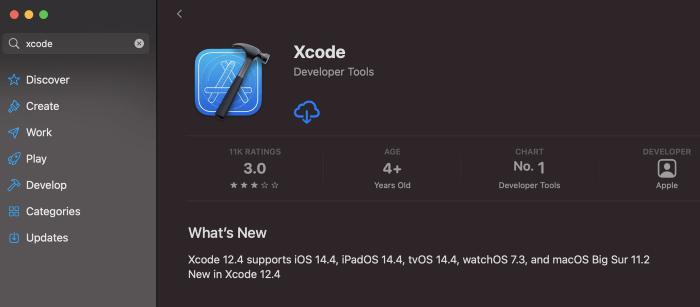 xcode
Discover
Create
Work
Play
Develop
Categories
Updates
Xcode
Developer Tools
11K RATINGS
3.0
AGE
4+
Years Old
CHART
No. 1
Developer Tools
DEVELOPER
Apple
What's New
Xcode 12.4 supports iOS 14.4, iPadOS 14.4, tvOS 14.4, watchOS 7.3, and macOS Big Sur 11.2
New in Xcode 12.4